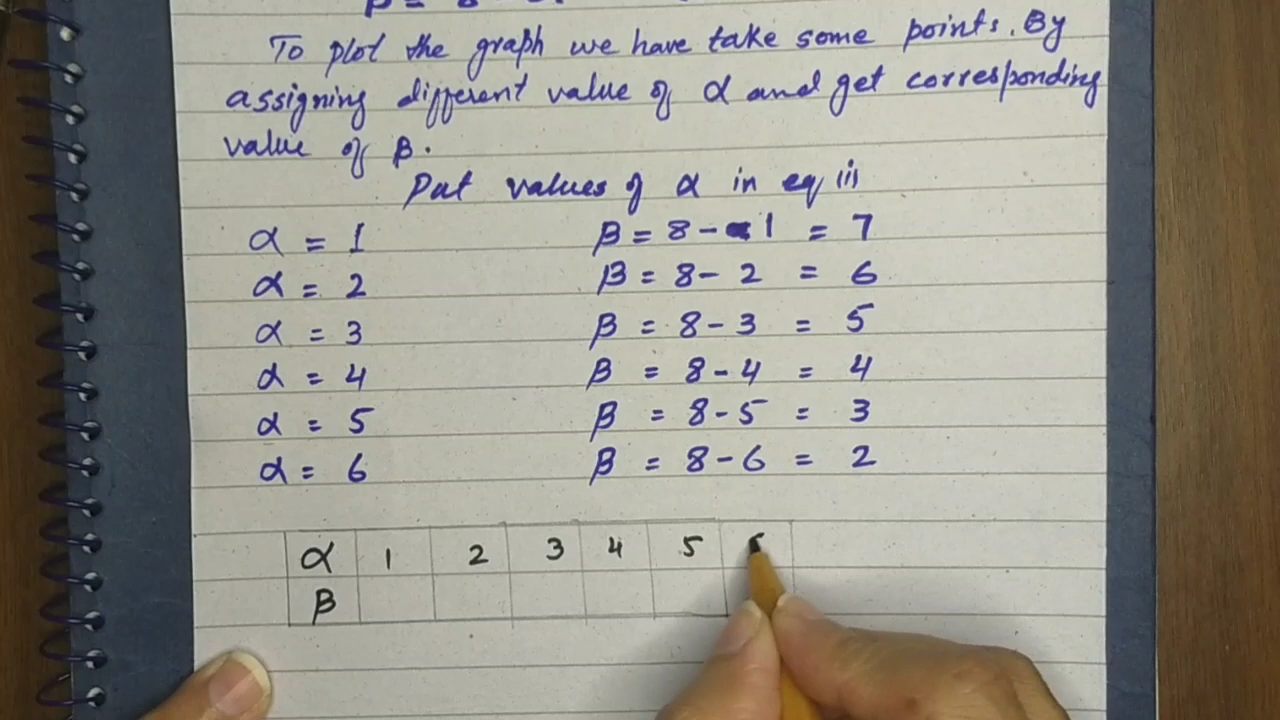 To plot the graph we have take some points. By
assigning different value of α and get corresponding
value of β.
Put values of α in eq (i)
α = 1 β = 8 - 1 = 7
α = 2 β = 8 - 2 = 6
α = 3 β = 8 - 3 = 5
α = 4 β = 8 - 4 = 4
α = 5 β = 8 - 5 = 3
α = 6 β = 8 - 6 = 2
α 1 2 3 4 5
β